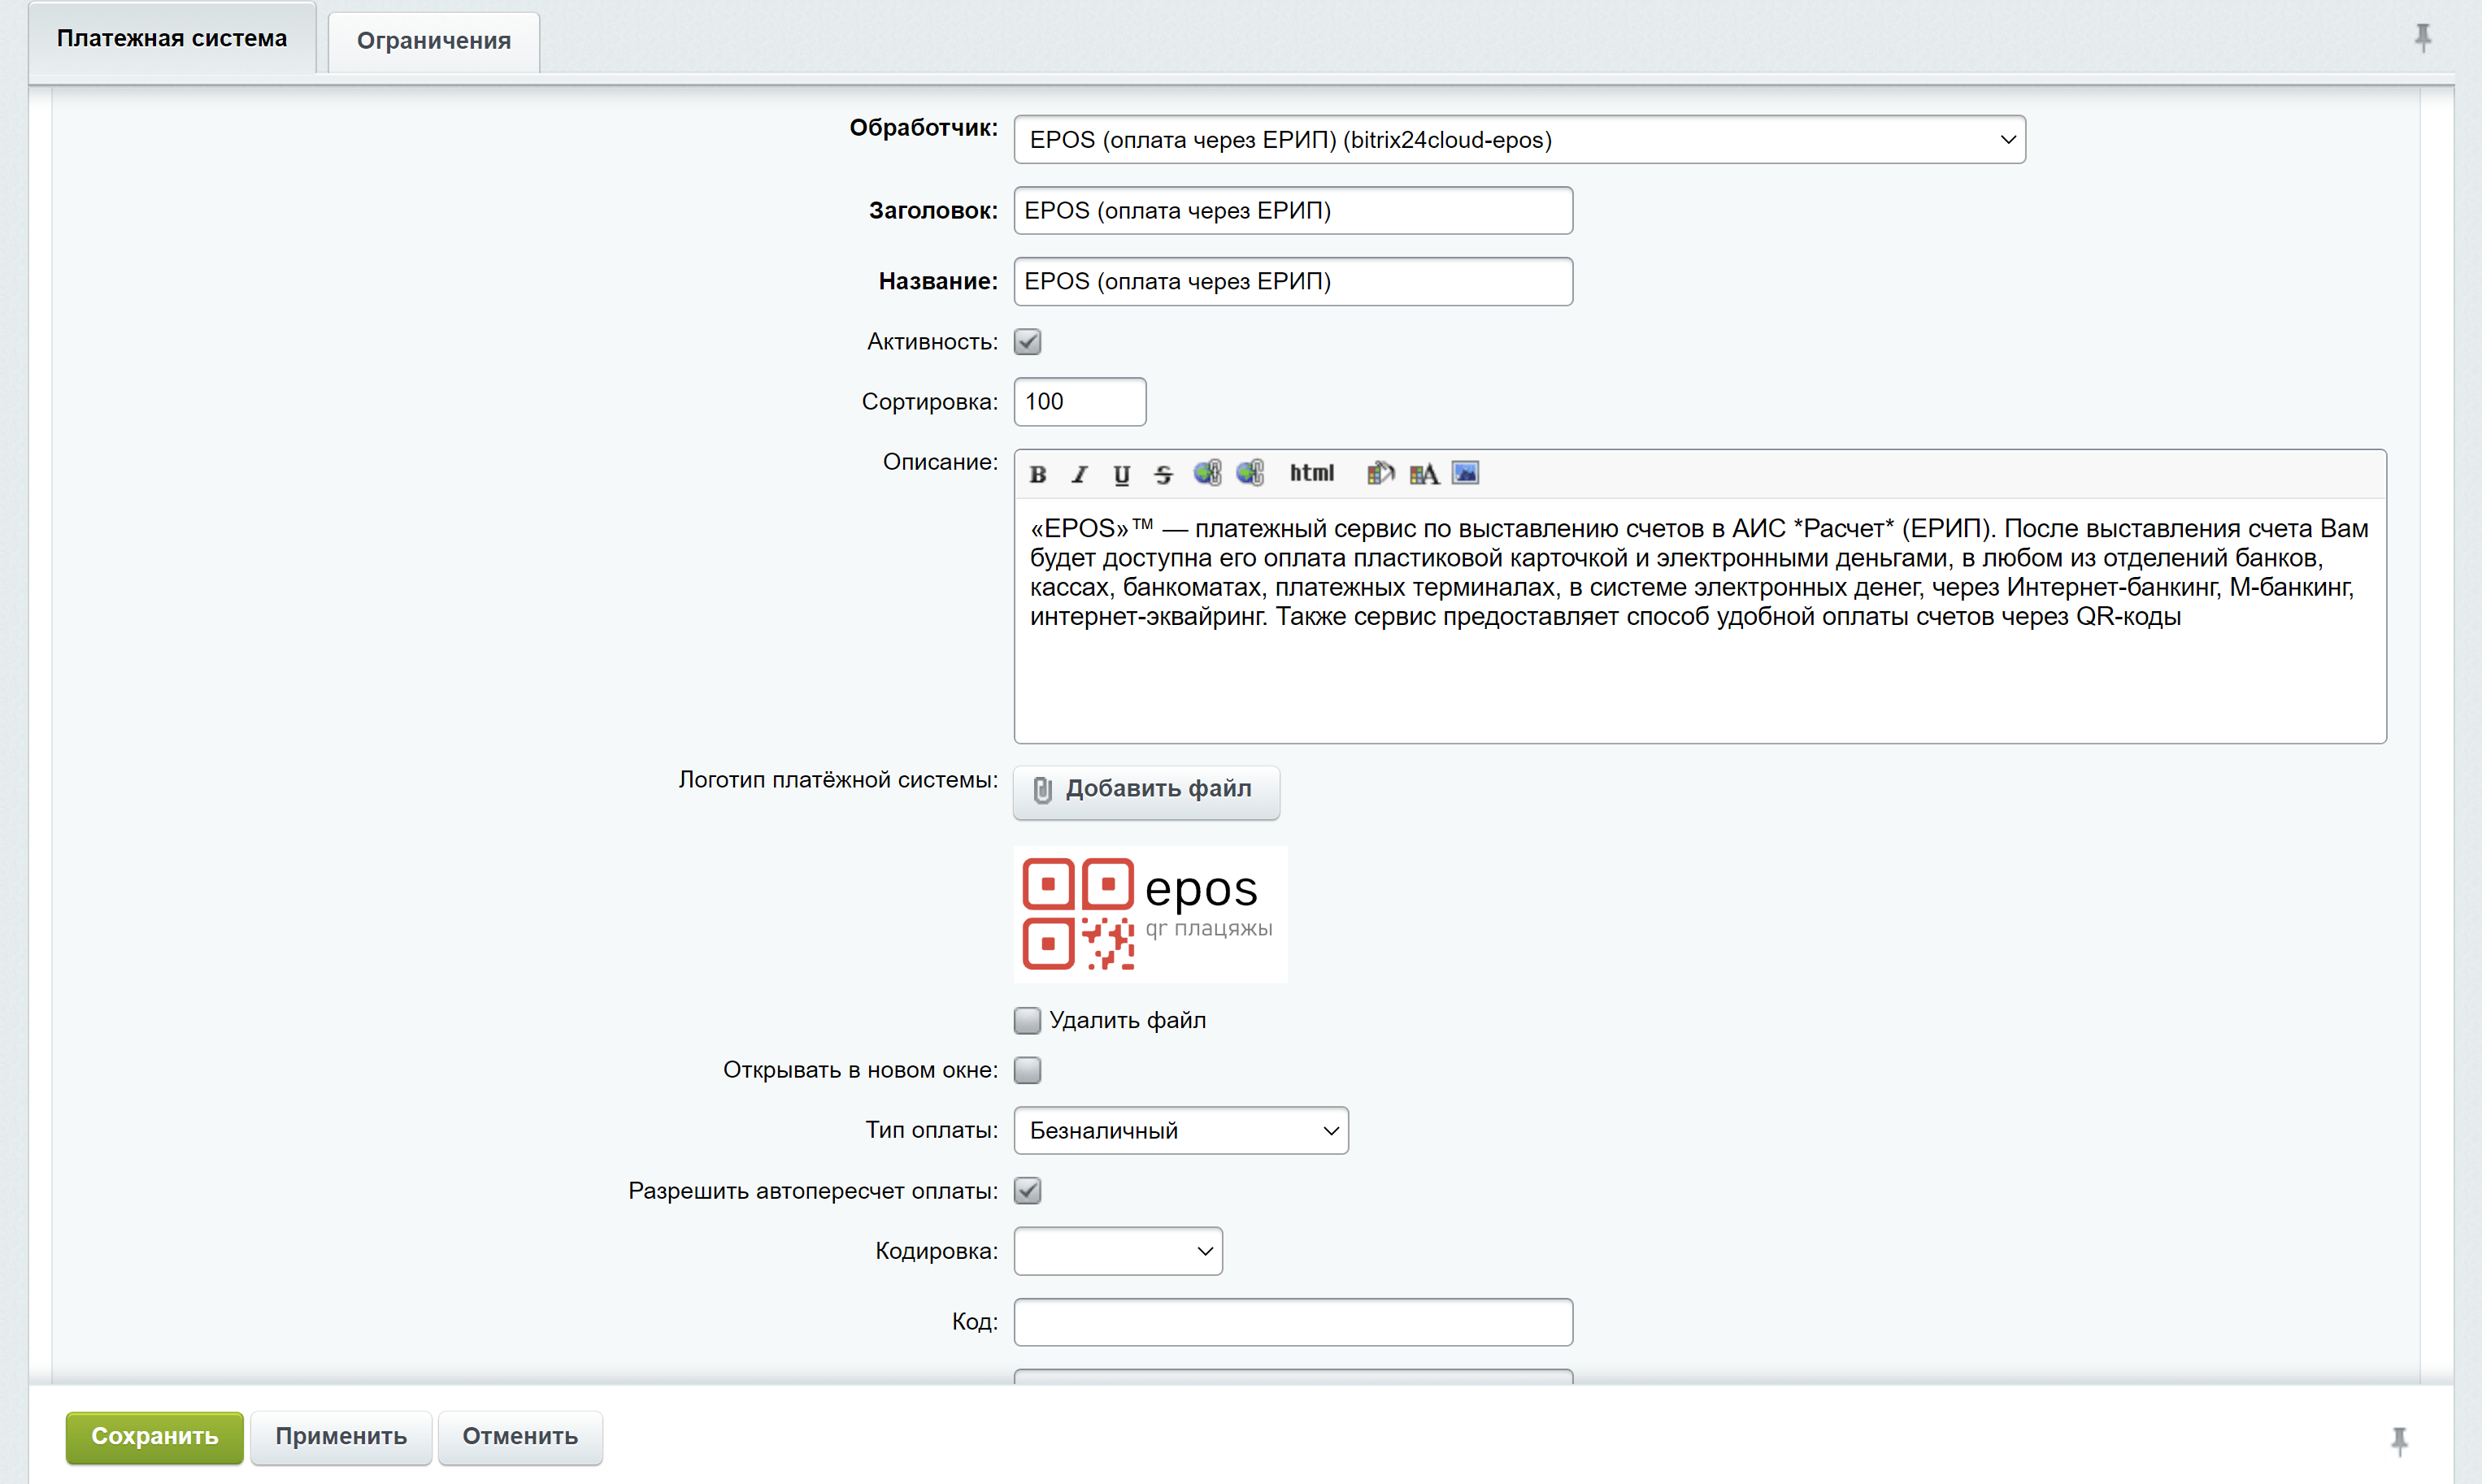 Платежная система
Ограничения
Обработчик:
EPOS (оплата через ЕРИП) (bitrix24cloud-epos)
Заголовок:
EPOS (оплата через ЕРИП)
Название:
EPOS (оплата через ЕРИП)
Активность:
Сортировка:
100
Описание:
B I U S html A
«EPOS»™ — платежный сервис по выставлению счетов в АИС *Расчет* (ЕРИП). После выставления счета Вам
будет доступна его оплата пластиковой карточкой и электронными деньгами, в любом из отделений банков,
кассах, банкоматах, платежных терминалах, в системе электронных денег, через Интернет-банкинг, М-банкинг,
интернет-эквайринг. Также сервис предоставляет способ удобной оплаты счетов через QR-коды
Логотип платёжной системы:
Добавить файл
epos
qr плацяжы
Удалить файл
Открывать в новом окне:
Тип оплаты:
Безналичный
Разрешить автопересчет оплаты:
Кодировка:
Код:
Сохранить
Применить
Отменить